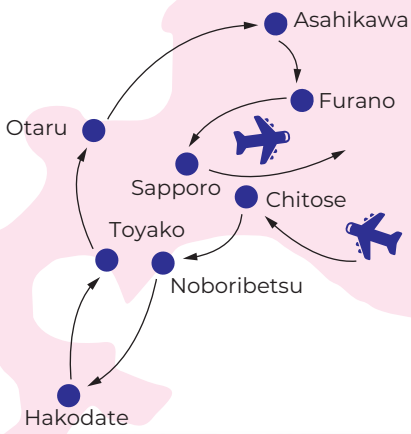 Asahikawa
Furano
Otaru
Sapporo
Chitose
Toyako
Noboribetsu
Hakodate